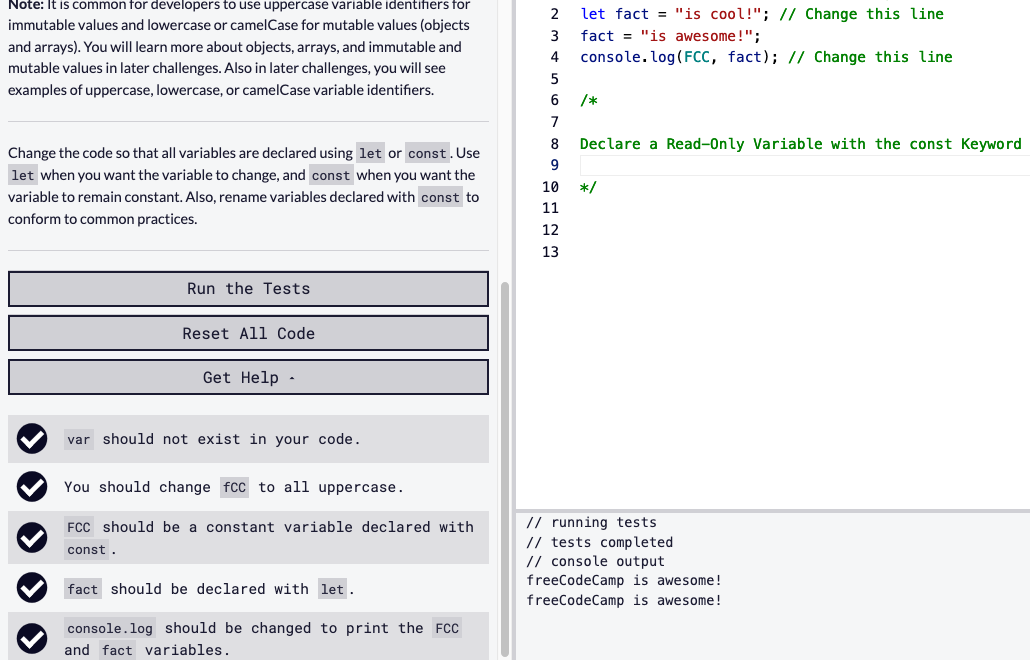 Note: It is common for developers to use uppercase variable identifiers for
immutable values and lowercase or camelCase for mutable values (objects
and arrays). You will learn more about objects, arrays, and immutable and
mutable values in later challenges. Also in later challenges, you will see
examples of uppercase, lowercase, or camelCase variable identifiers.
Change the code so that all variables are declared using let or const. Use
let when you want the variable to change, and const when you want the
variable to remain constant. Also, rename variables declared with const to
conform to common practices.
Run the Tests
Reset All Code
Get Help ^
var should not exist in your code.
You should change fCC to all uppercase.
FCC should be a constant variable declared with
const.
fact should be declared with let.
console.log should be changed to print the FCC
and fact variables.
2 let fact = "is cool!"; // Change this line
3 fact = "is awesome!";
4 console.log(FCC, fact); // Change this line
5
6 /*
7
8 Declare a Read-Only Variable with the const Keyword
9
10 */
11
12
13
// running tests
// tests completed
// console output
freeCodeCamp is awesome!
freeCodeCamp is awesome!